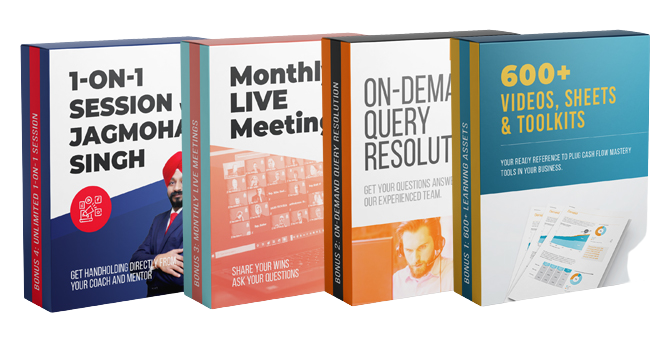 BONUS 4: UNLIMITED 1-ON-1 SESSION
1-ON-1
SESSION
JAGMOHA
SINGH
GET HANDHOLDING DIRECTLY FROM
YOUR COACH AND MENTOR
BONUS 3: MONTHLY LIVE MEETINGS
Monthly
LIVE
Meeting
SHARE YOUR WINS
ASK YOUR QUESTIONS
BONUS 2: ON-DEMAND QUERY RESOLUTION
ON-DEMA
QUERY
RESOLUT
GET YOUR QUESTIONS ANSW
OUR EXPERIENCED TEAM.
BONUS 1: 600+ LEARNING ASSETS
600+
VIDEOS, SHEETS
& TOOLKITS
YOUR READY REFERENCE TO PLUG CASH FLOW MASTERY
TOOLS IN YOUR BUSINESS.